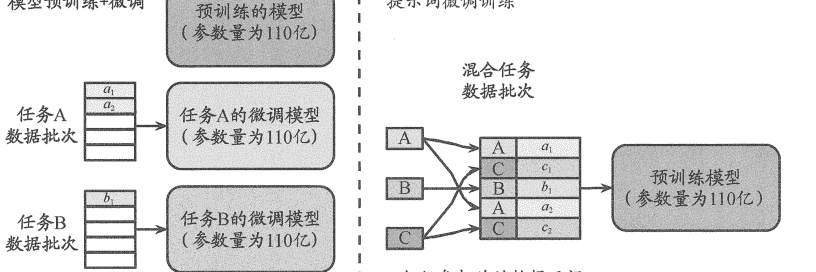 模型预训练+微调
预训练的模型
(参数量为110亿)
任务A
数据批次
a₁
a₂
任务A的微调模型
(参数量为110亿)
任务B
数据批次
b₁
任务B的微调模型
(参数量为110亿)
提示词微调训练
混合任务
数据批次
A
B
C
A a₁
C c₁
B b₁
A a₂
C c₂
预训练模型
(参数量为110亿)